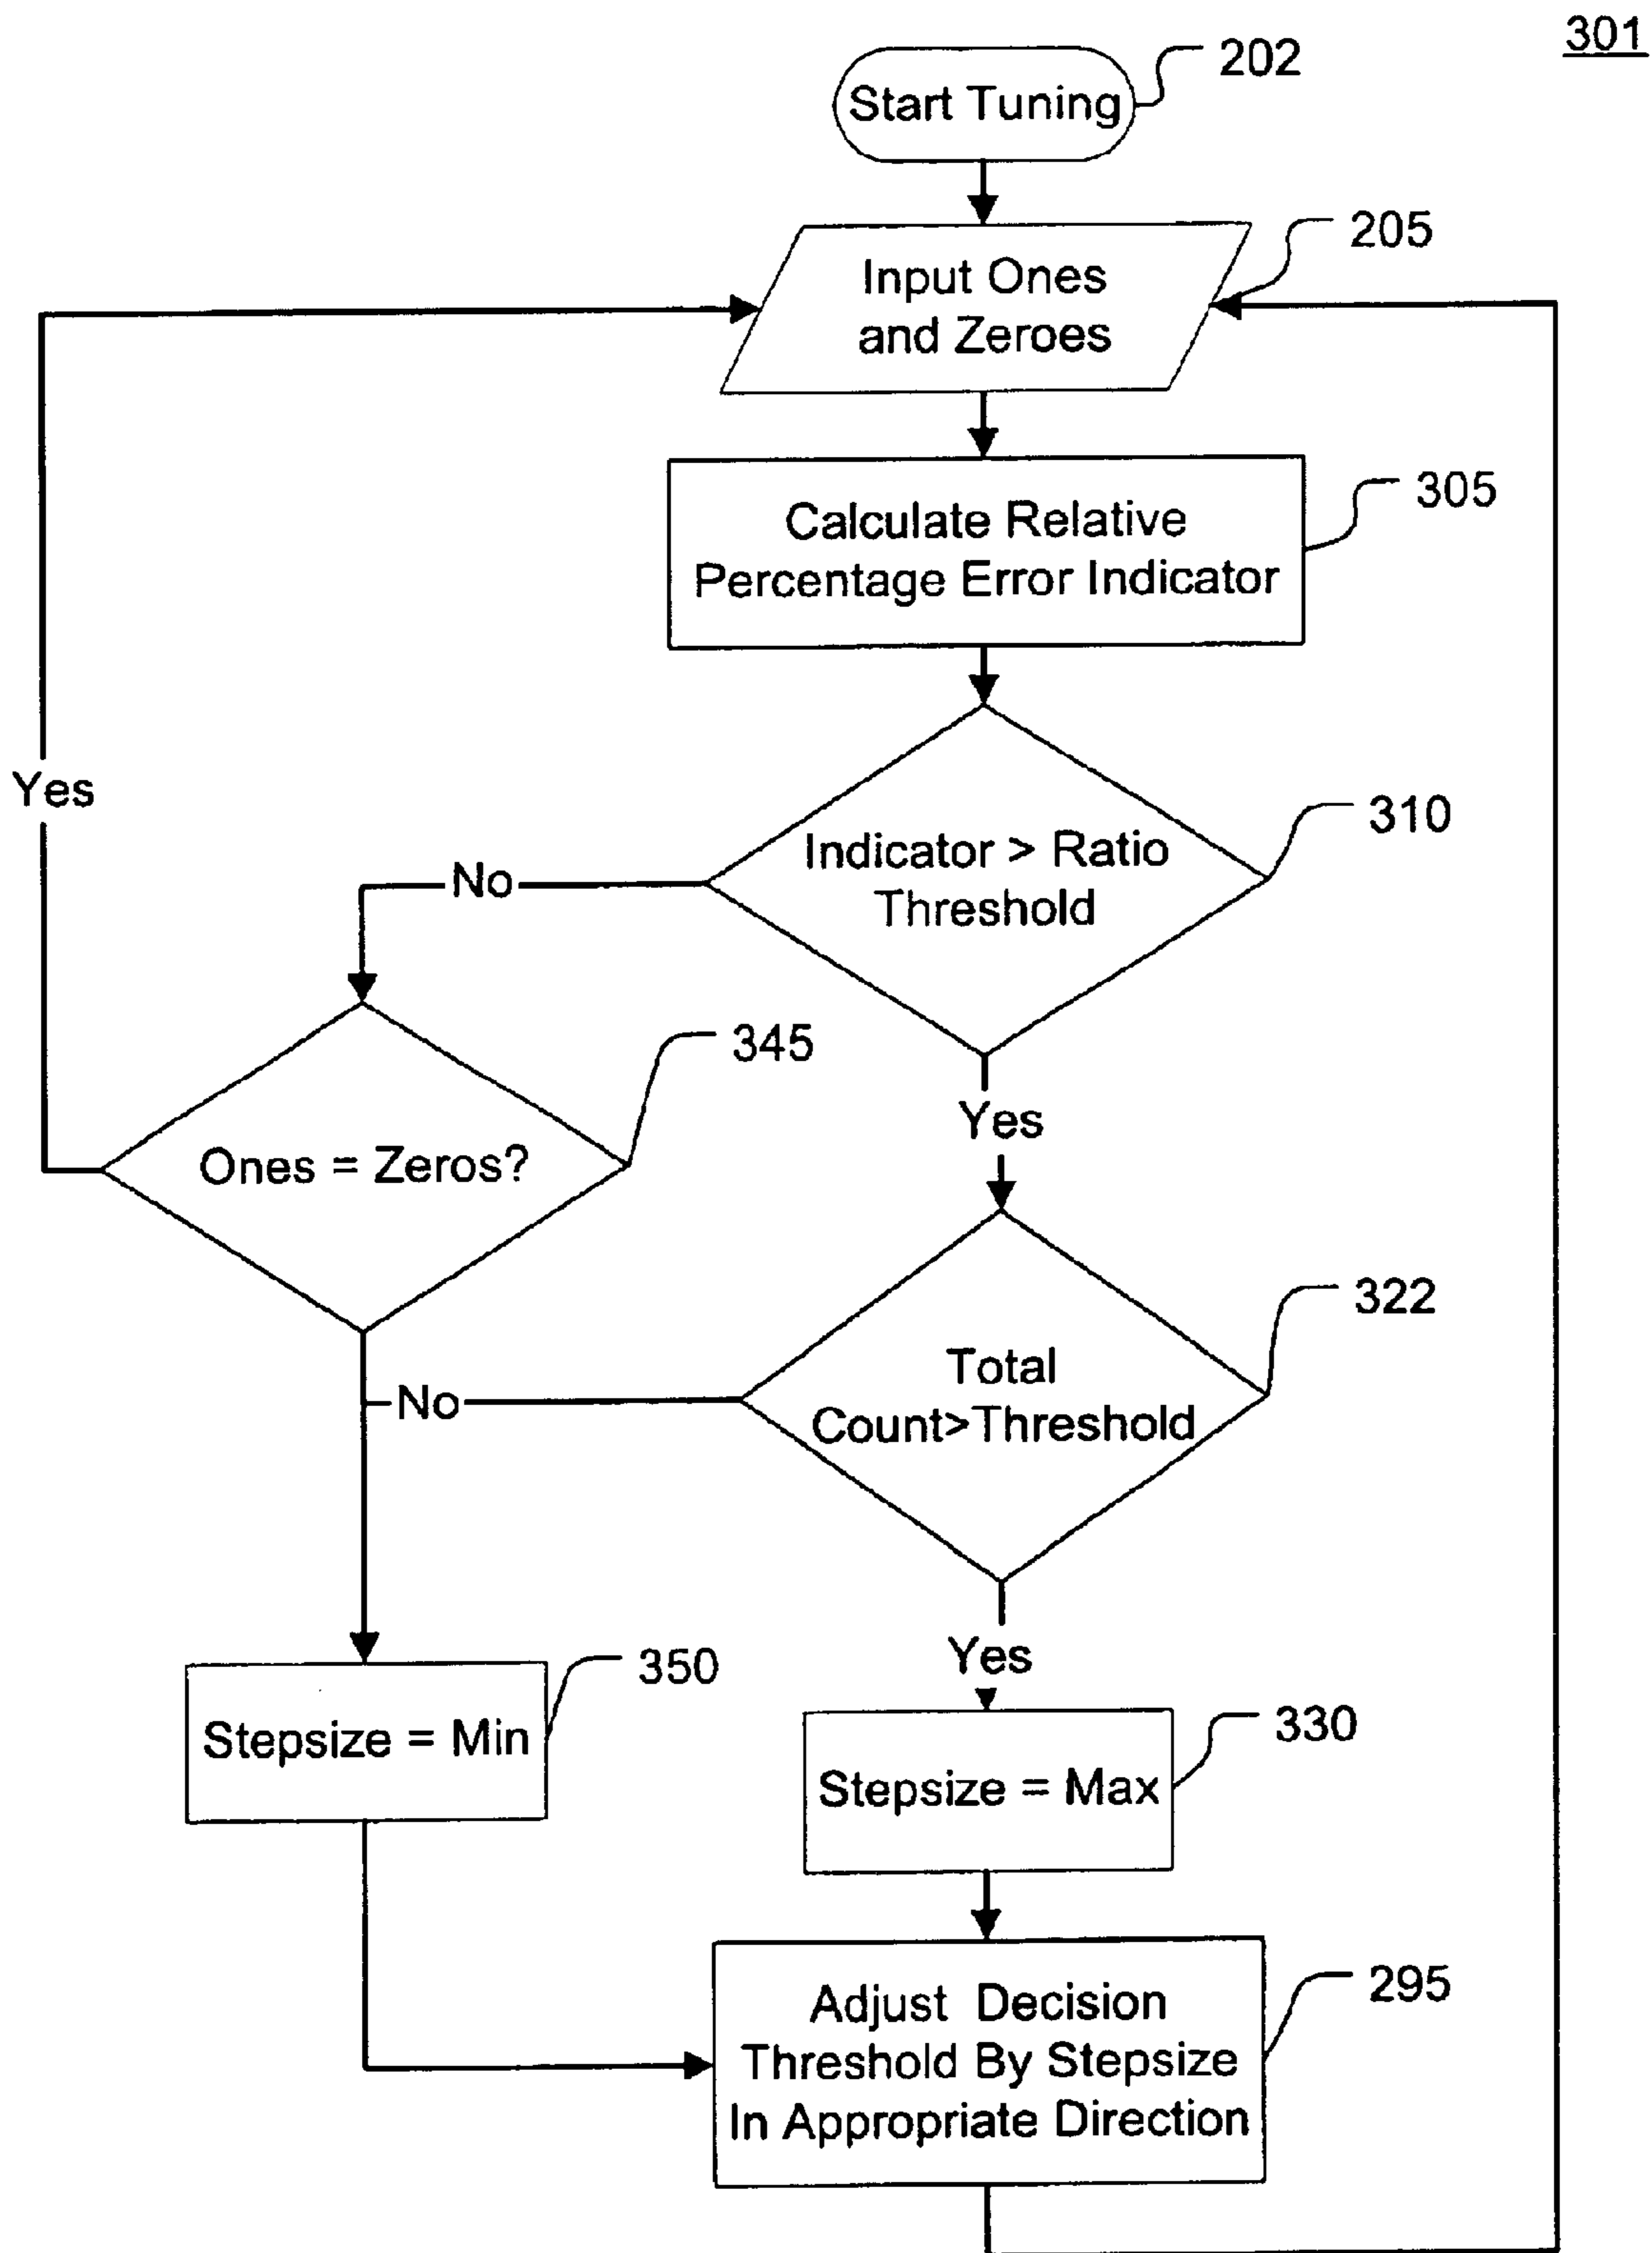 301
202
Start Tuning
205
Input Ones
and Zeroes
305
Calculate Relative
Percentage Error Indicator
Yes
310
Indicator > Ratio
Threshold
No
345
Yes
Ones = Zeros?
322
Total
Count>Threshold
No
Yes
350
Stepsize = Min
330
Stepsize = Max
295
Adjust Decision
Threshold By Stepsize
In Appropriate Direction